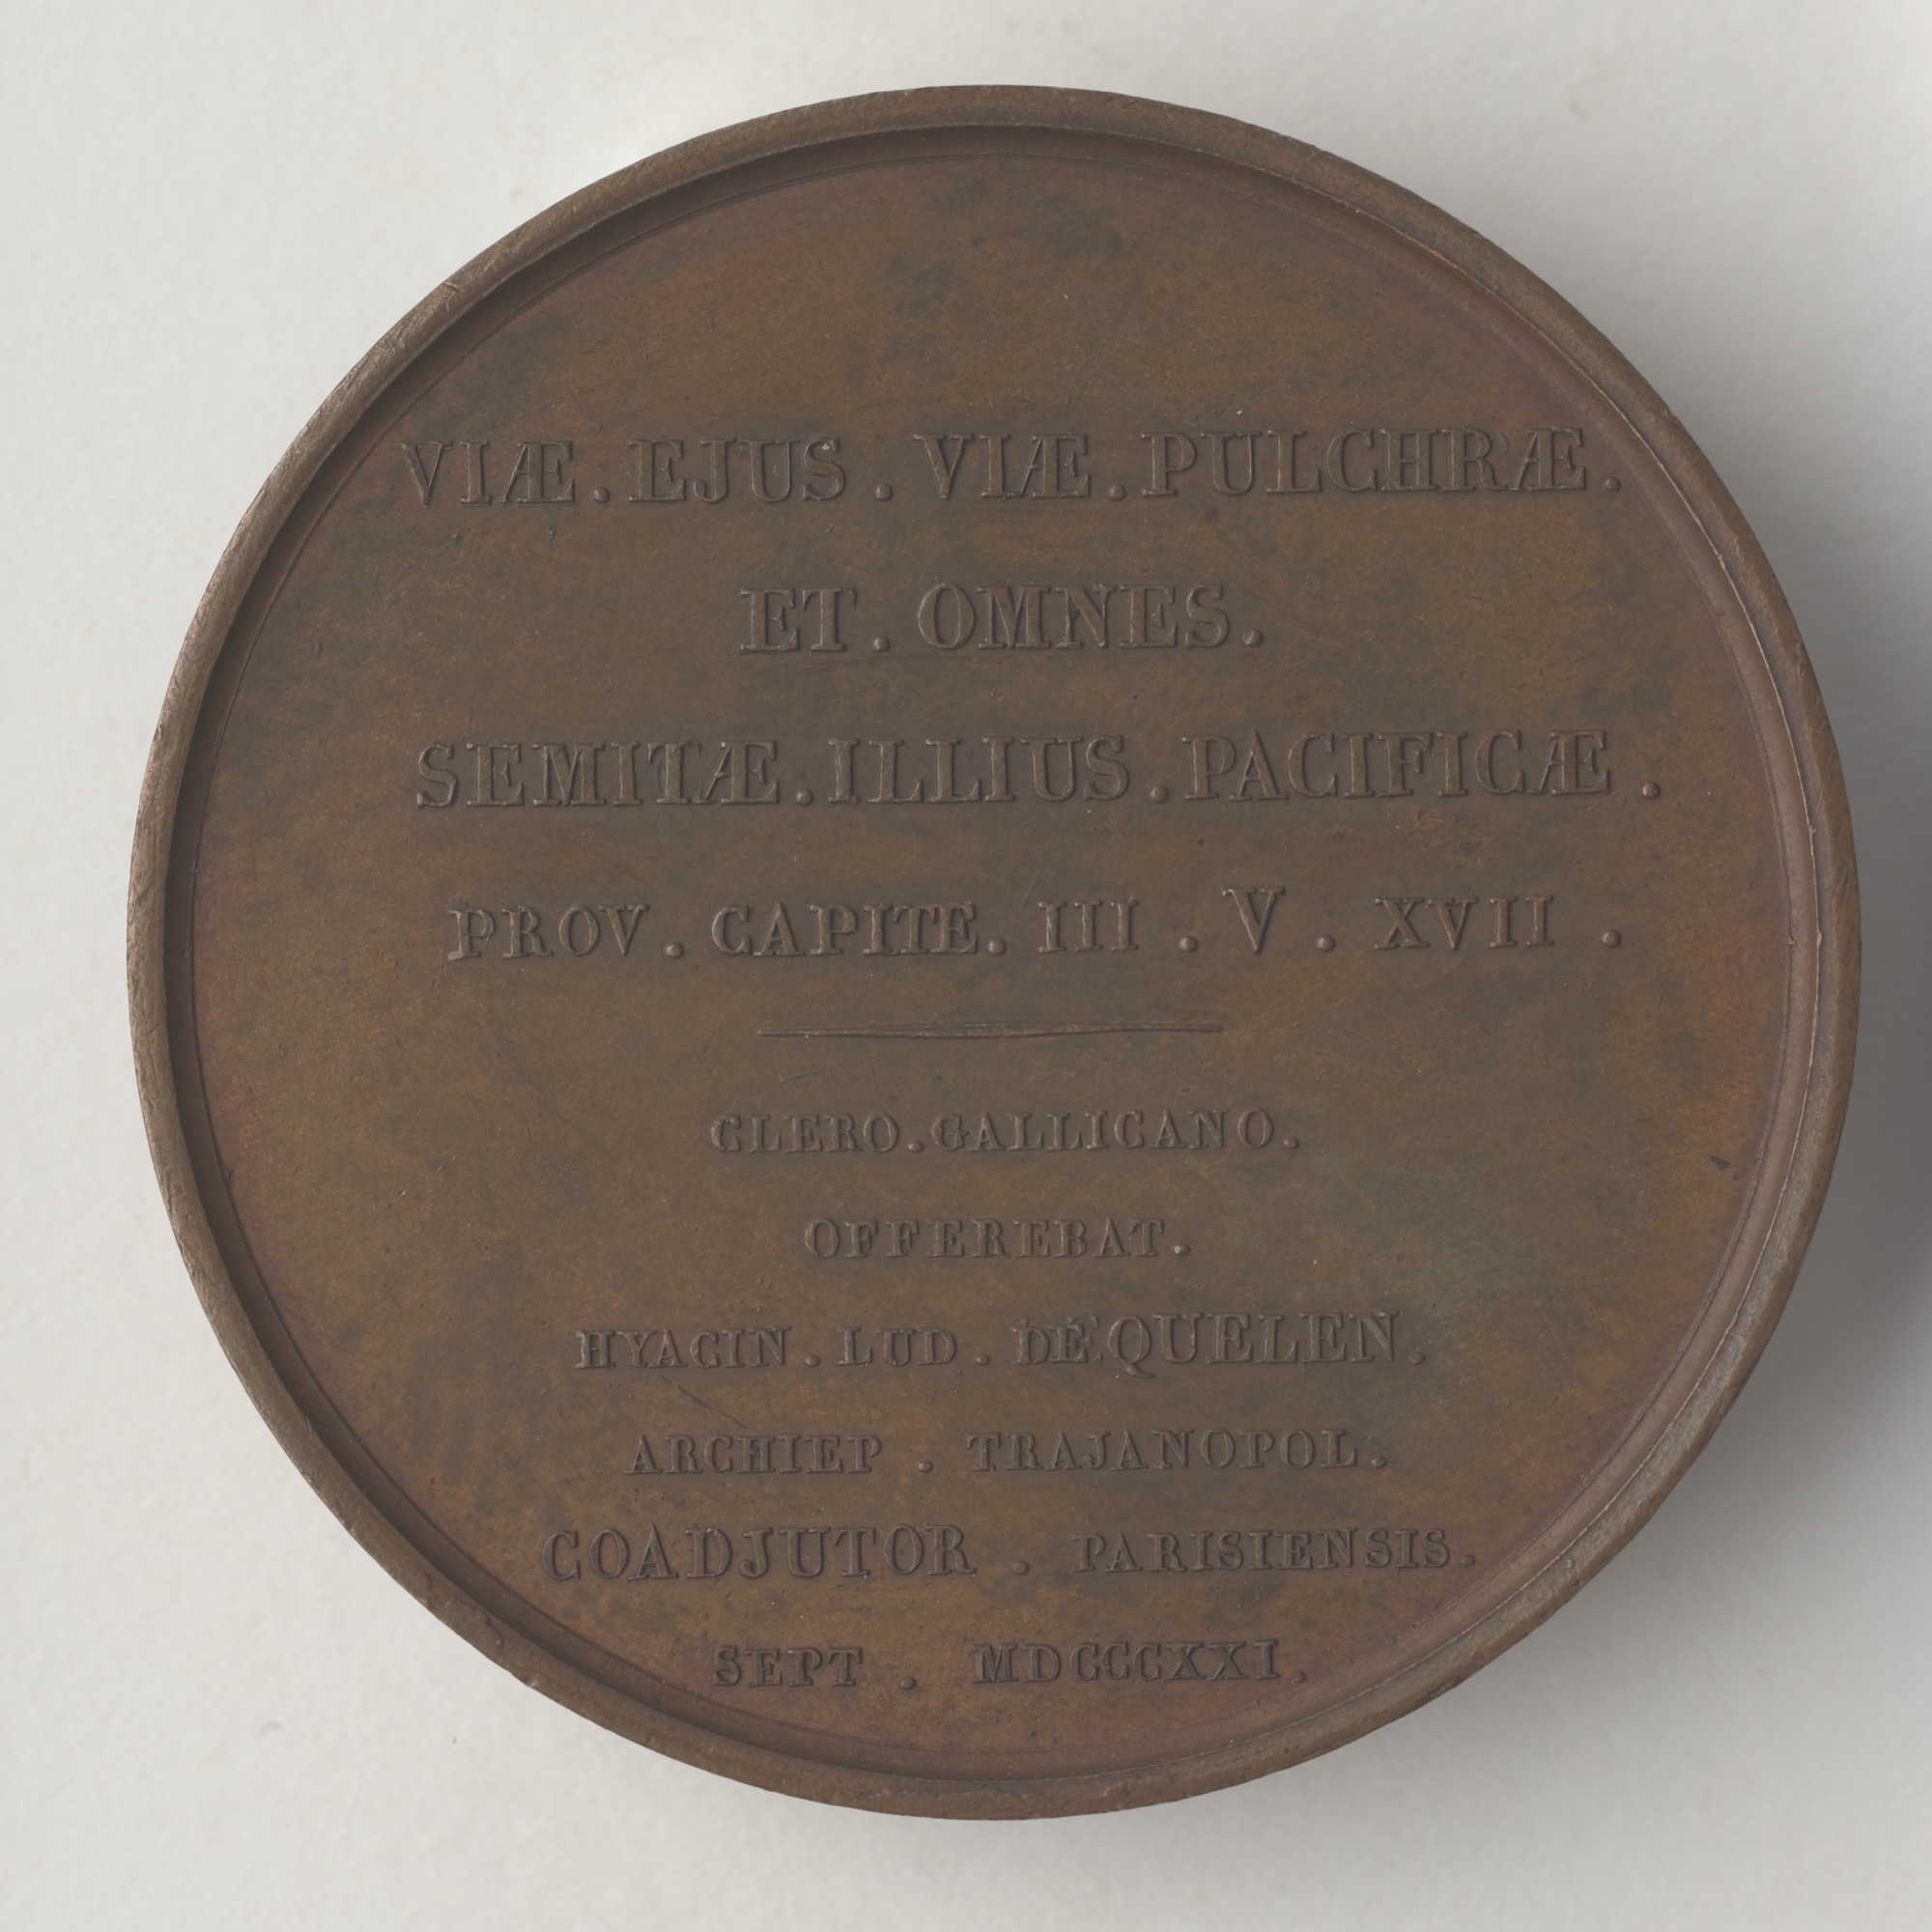 VIÆ . EJUS . VIÆ . PULCHRÆ .
ET . OMNES .
SEMITÆ . ILLIUS . PACIFICÆ .
PROV . CAPITE . III . V . XVII .
CLERO . GALLICANO .
OFFEREBAT .
HYACIN . LUD . DE QUELEN .
ARCHIEP . TRAJANOPOL .
COADJUTOR . PARISIENSIS .
SEPT . MDCCCXXI .